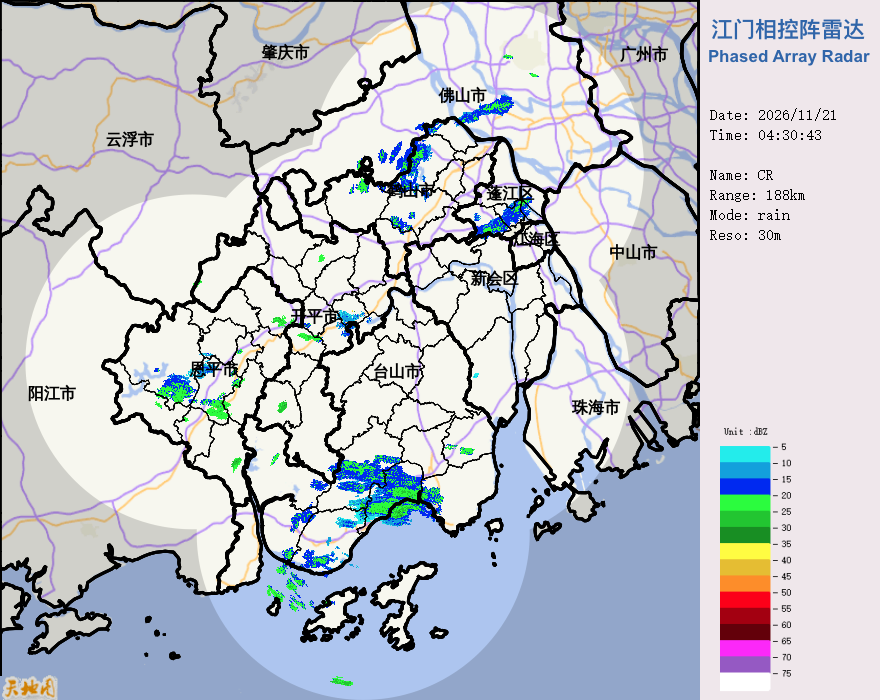 江门相控阵雷达
Phased Array Radar
Date: 2026/11/21
Time: 04:30:43
Name: CR
Range: 188km
Mode: rain
Reso: 30m
肇庆市
广州市
佛山市
云浮市
鹤山市
蓬江区
江海区
中山市
新会区
开平市
恩平市
台山市
阳江市
珠海市
Unit :dBZ
5
10
15
20
25
30
35
40
45
50
55
60
65
70
75
天地图